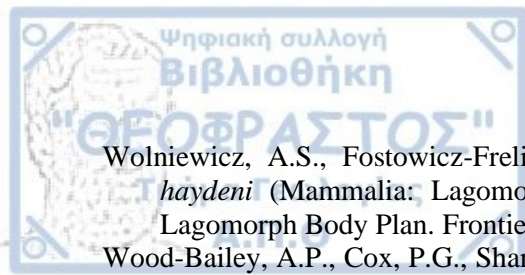 Ψηφιακή συλλογή
Βιβλιοθήκη
"ΘΕΟΦΡΑΣΤΟΣ"
Wolniewicz, A.S., Fostowicz-Freli
haydeni (Mammalia: Lagomo
Lagomorph Body Plan. Frontie
Wood-Bailey, A.P., Cox, P.G., Shar